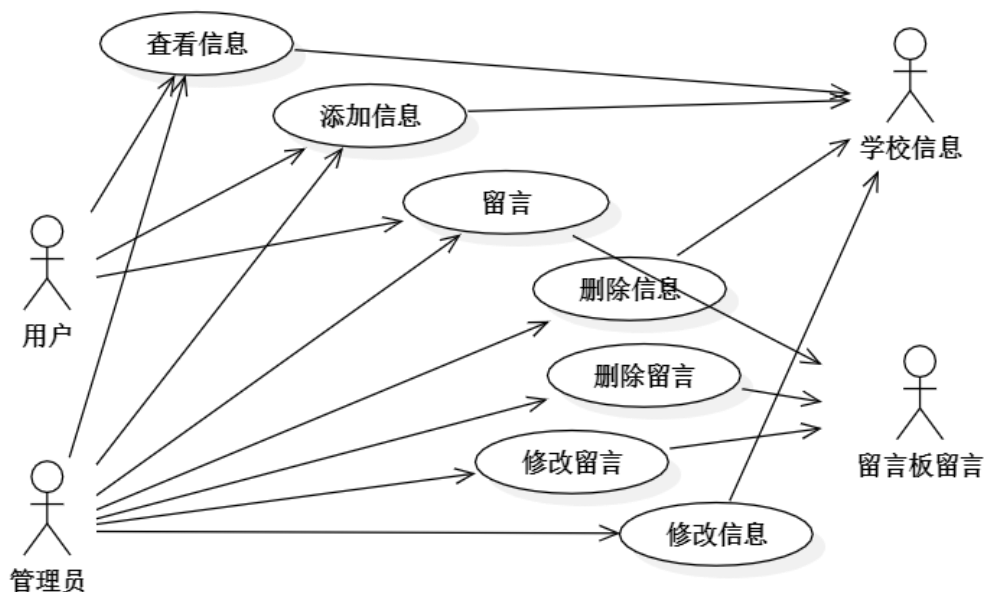 查看信息
添加信息
学校信息
留言
删除信息
用户
删除留言
修改留言
留言板留言
修改信息
管理员